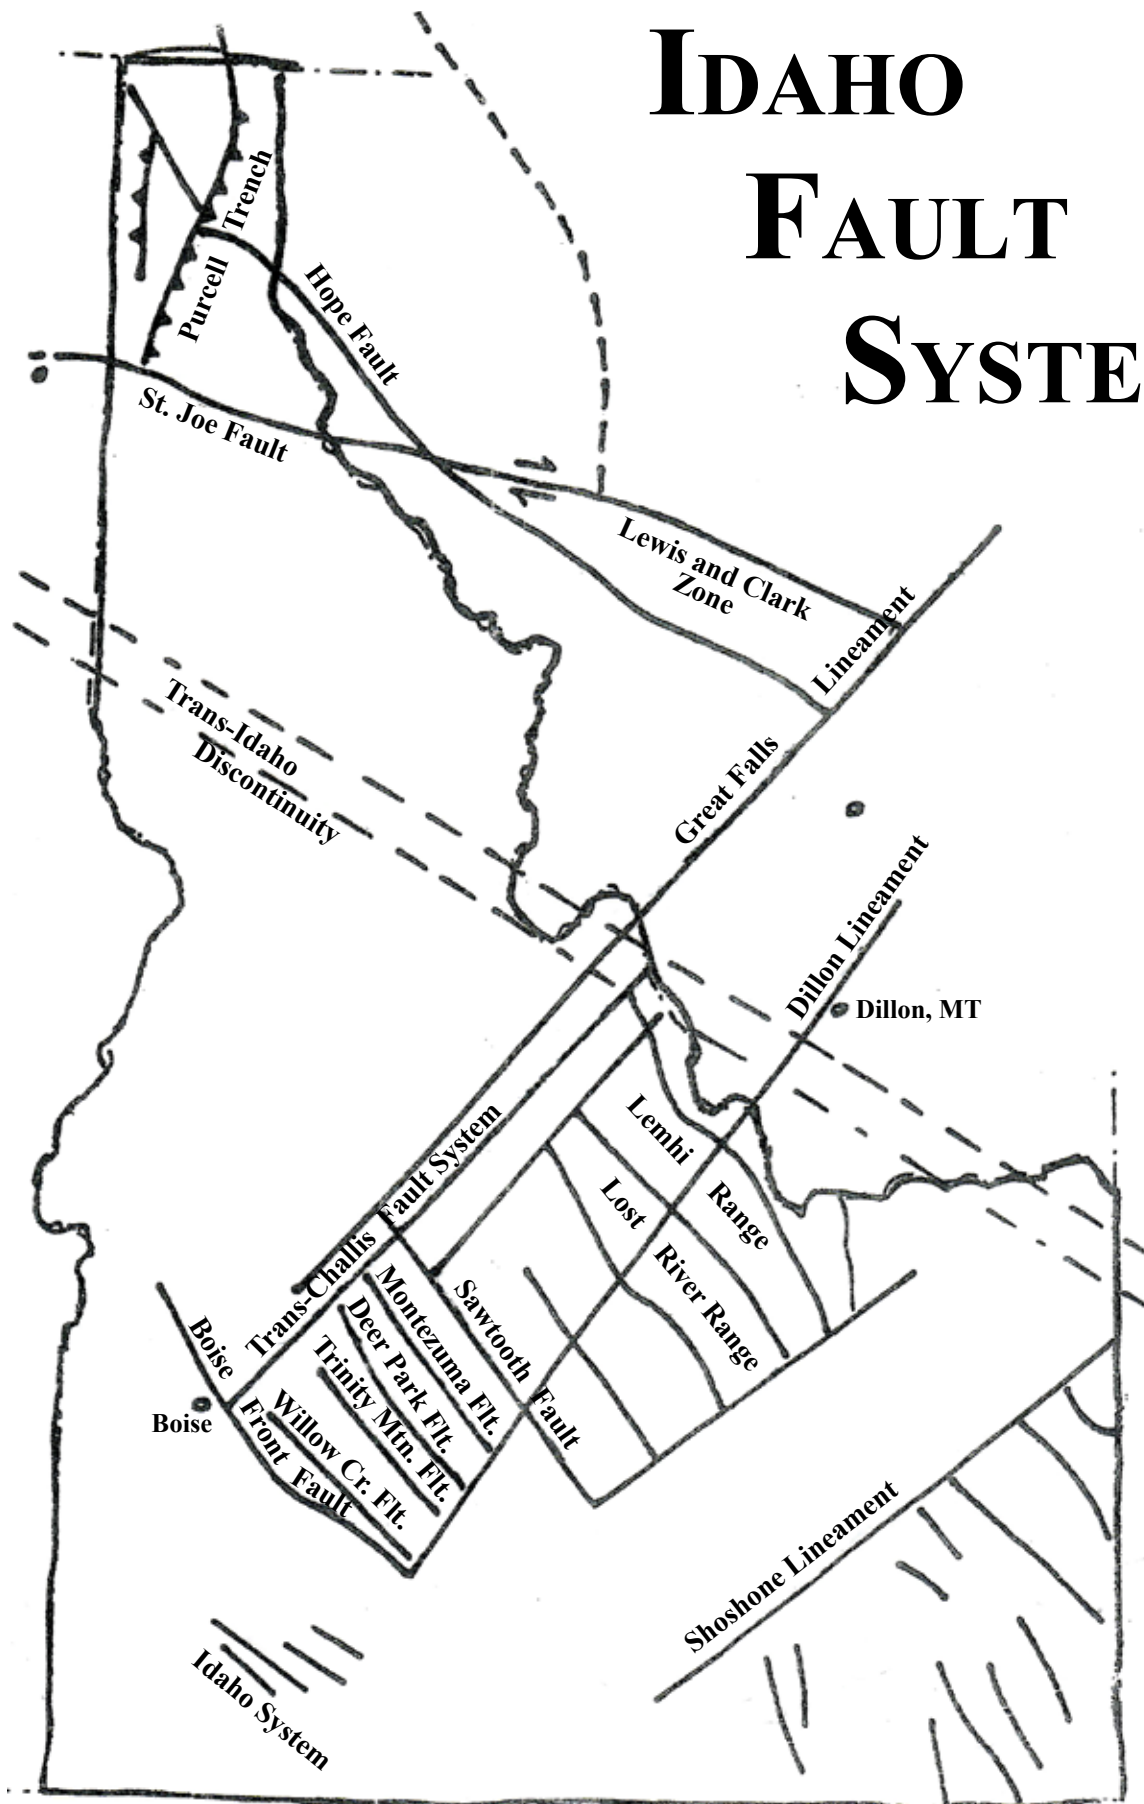 IDAHO
FAULT
SYSTE
Purcell Trench
Hope Fault
St. Joe Fault
Lewis and Clark
Zone
Great Falls Lineament
Trans-Idaho
Discontinuity
Dillon Lineament
Dillon, MT
Trans-Challis Fault System
Lemhi Range
Lost River Range
Sawtooth Fault
Montezuma Flt.
Deer Park Flt.
Trinity Mtn. Flt.
Willow Cr. Flt.
Boise Front Fault
Boise
Shoshone Lineament
Idaho System